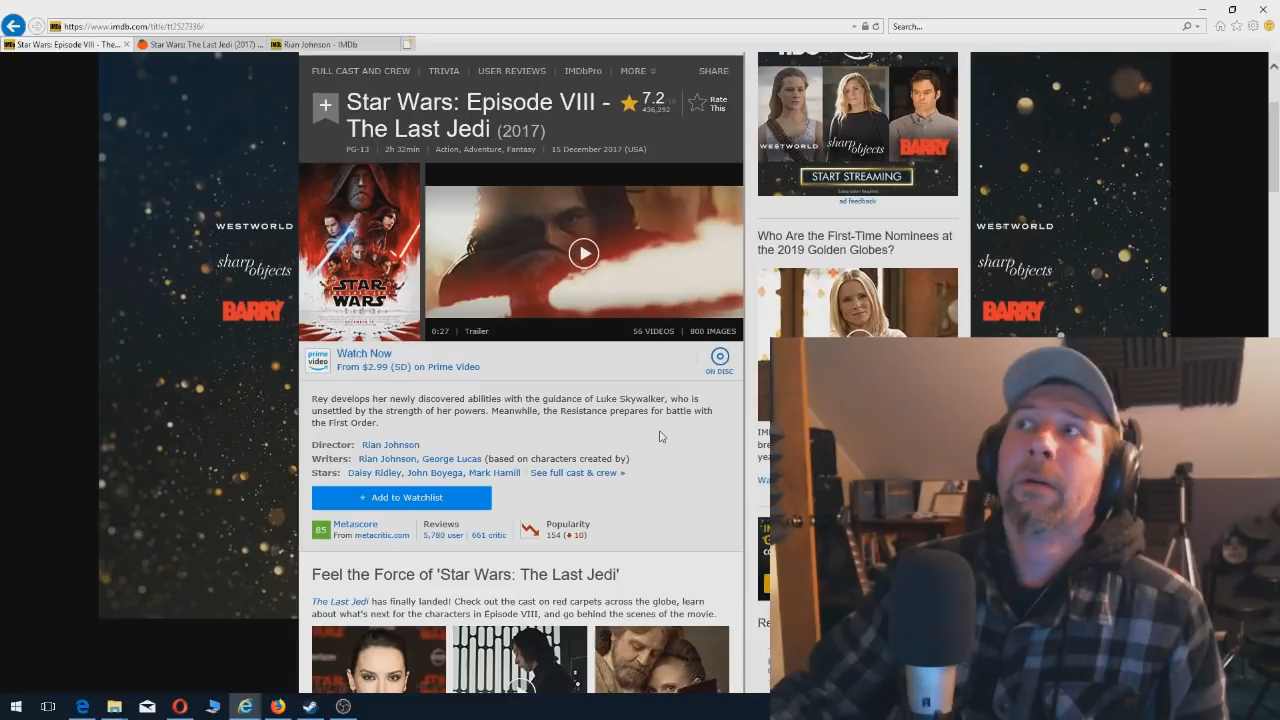 https://www.imdb.com/title/tt2527336/
Search...
Star Wars: Episode VIII - The...
Star Wars: The Last Jedi (2017) ...
Rian Johnson - IMDb
FULL CAST AND CREW | TRIVIA | USER REVIEWS | IMDbPro | MORE
SHARE
Star Wars: Episode VIII -
The Last Jedi (2017)
7.2/10
436,292
Rate
This
PG-13 | 2h 32min | Action, Adventure, Fantasy | 15 December 2017 (USA)
STAR
WARS
0:27 | Trailer
56 VIDEOS | 800 IMAGES
prime
video
Watch Now
From $2.99 (SD) on Prime Video
ON DISC
Rey develops her newly discovered abilities with the guidance of Luke Skywalker, who is
unsettled by the strength of her powers. Meanwhile, the Resistance prepares for battle with
the First Order.
Director: Rian Johnson
Writers: Rian Johnson, George Lucas (based on characters created by)
Stars: Daisy Ridley, John Boyega, Mark Hamill | See full cast & crew »
+ Add to Watchlist
85
Metascore
From metacritic.com
Reviews
5,780 user | 661 critic
Popularity
154 (10)
Feel the Force of 'Star Wars: The Last Jedi'
The Last Jedi has finally landed! Check out the cast on red carpets across the globe, learn
about what's next for the characters in Episode VIII, and go behind the scenes of the movie.
WESTWORLD
sharp
objects
BARRY
WESTWORLD
sharp objects
BARRY
START STREAMING
Subscription Required
ad feedback
Who Are the First-Time Nominees at
the 2019 Golden Globes?
WESTWORLD
sharp
objects
BARRY